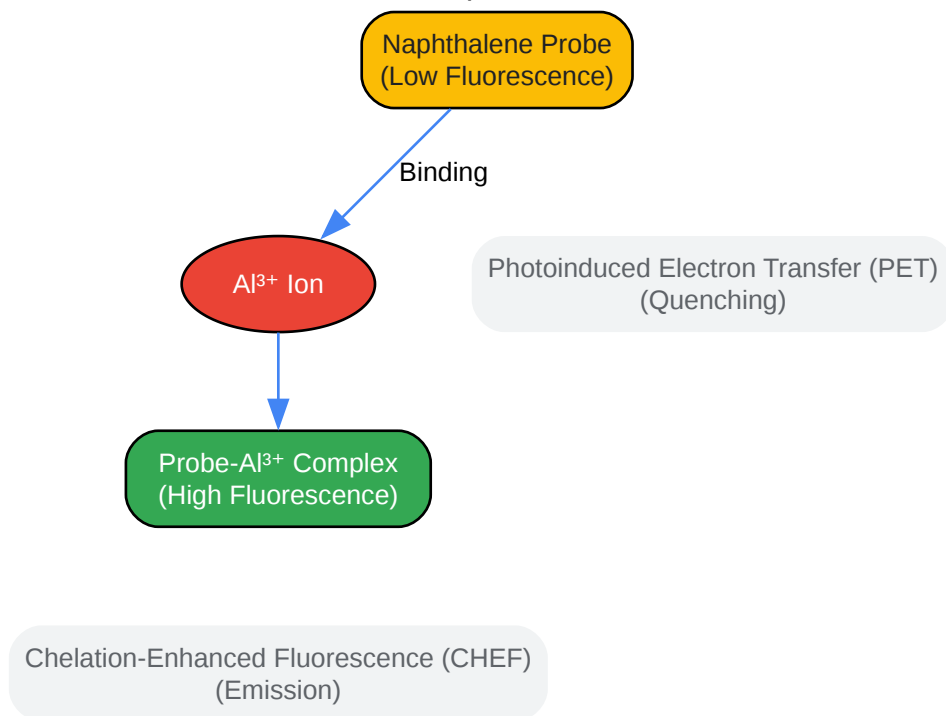 Naphthalene Probe
(Low Fluorescence)
Binding
Al³⁺ Ion
Photoinduced Electron Transfer (PET)
(Quenching)
Probe-Al³⁺ Complex
(High Fluorescence)
Chelation-Enhanced Fluorescence (CHEF)
(Emission)